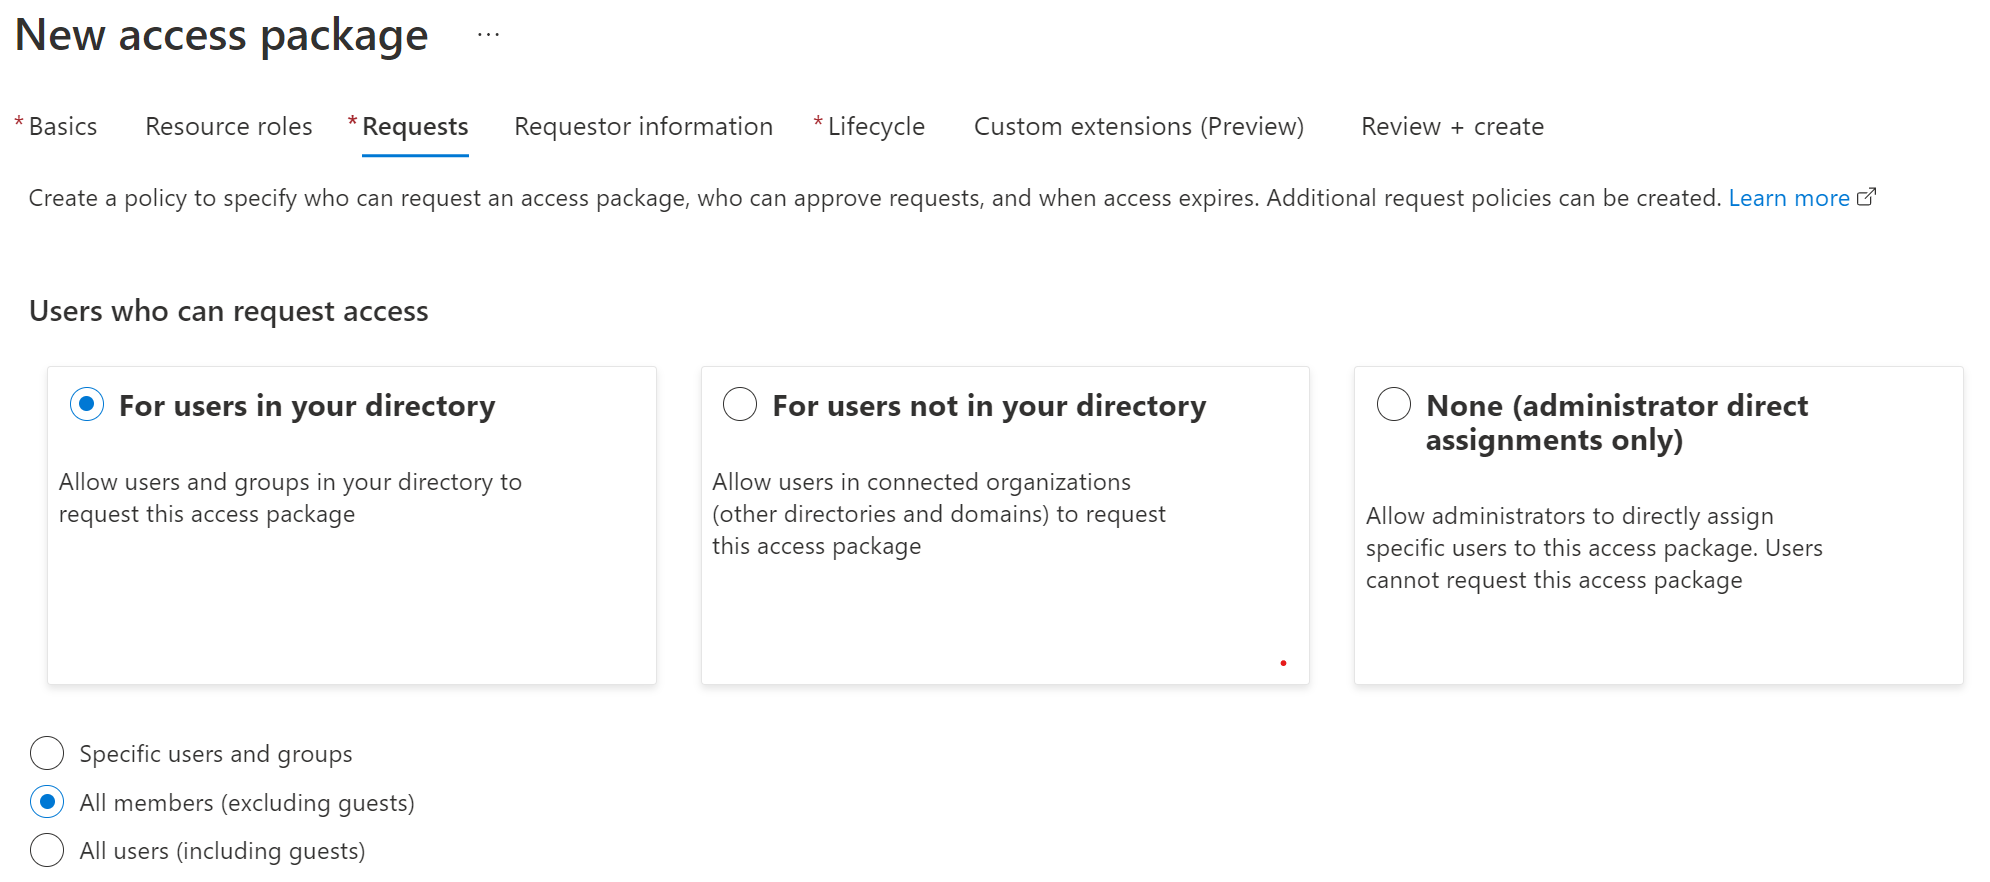 New access package ...
* Basics Resource roles * Requests Requestor information * Lifecycle Custom extensions (Preview) Review + create
Create a policy to specify who can request an access package, who can approve requests, and when access expires. Additional request policies can be created. Learn more
Users who can request access
For users in your directory
Allow users and groups in your directory to
request this access package
For users not in your directory
Allow users in connected organizations
(other directories and domains) to request
this access package
None (administrator direct
assignments only)
Allow administrators to directly assign
specific users to this access package. Users
cannot request this access package
Specific users and groups
All members (excluding guests)
All users (including guests)